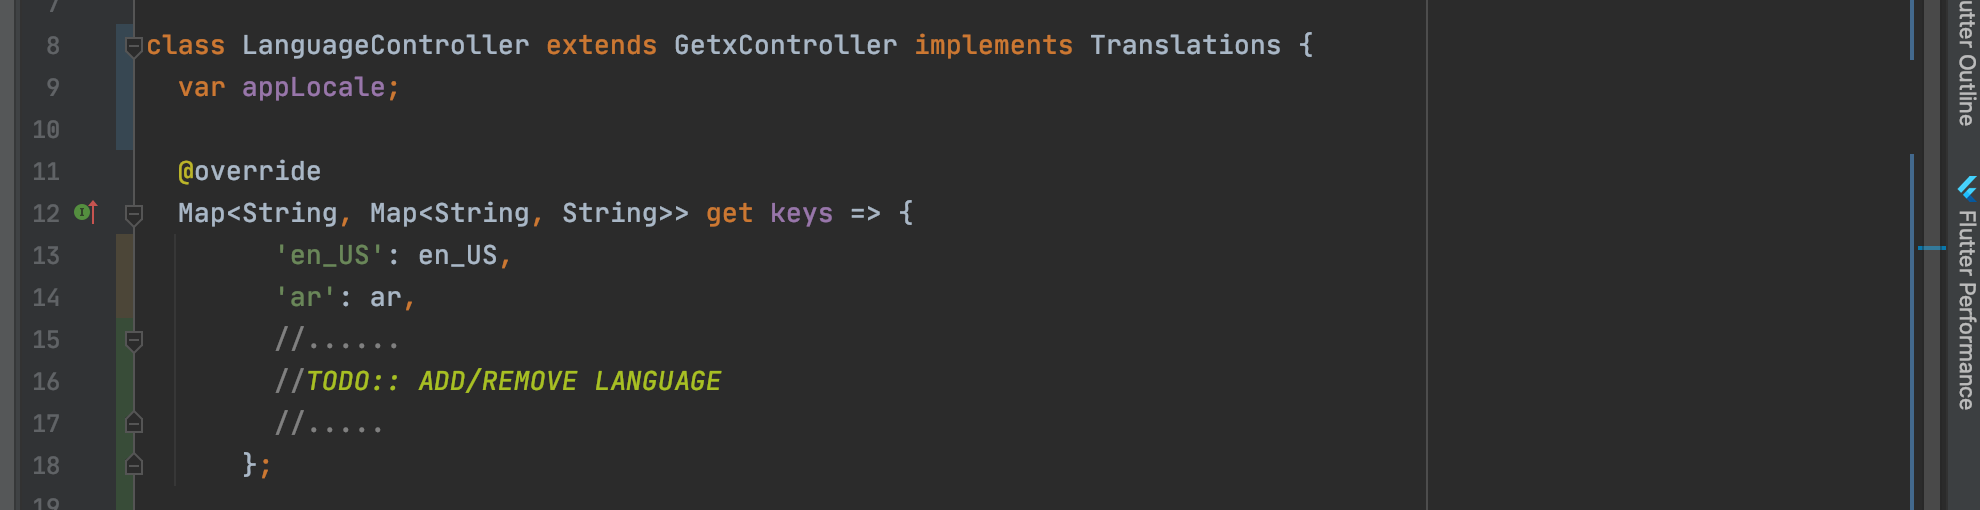 7
8 class LanguageController extends GetxController implements Translations {
9 var appLocale;
10
11 @override
12 Map<String, Map<String, String>> get keys => {
13 'en_US': en_US,
14 'ar': ar,
15 //......
16 //TODO:: ADD/REMOVE LANGUAGE
17 //.....
18 };
19
Outline
Flutter Performance